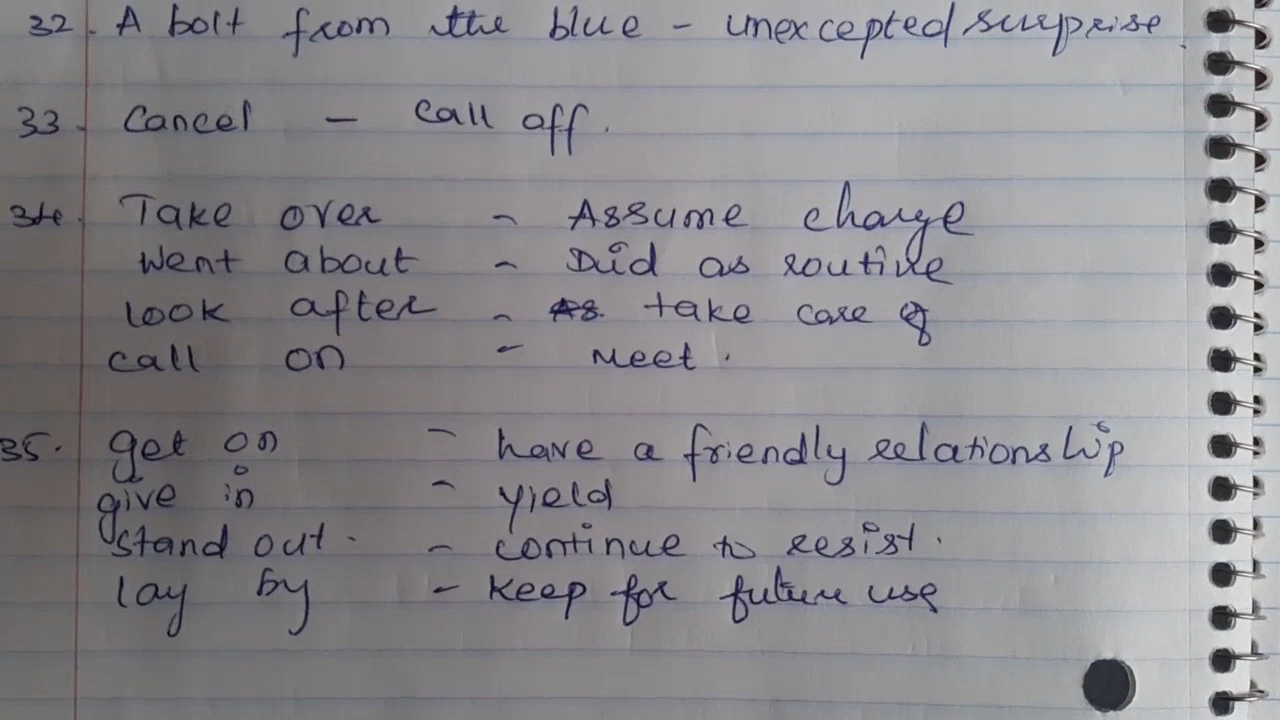 32. A bolt from the blue - unexcepted surprise.
33. Cancel - Call off.
34. Take over - Assume charge
Went about - Did as routine
Look after - As. take care of
call on - Meet.
35. get on - have a friendly relationship
give in - yield
stand out. - continue to resist.
lay by - Keep for future use